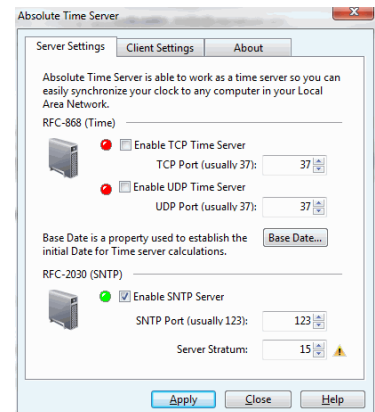 Absolute Time Server
Server Settings
Client Settings
About
Absolute Time Server is able to work as a time server so you can
easily synchronize your clock to any computer in your Local
Area Network.
RFC-868 (Time)
Enable TCP Time Server
TCP Port (usually 37): 37
Enable UDP Time Server
UDP Port (usually 37): 37
Base Date is a property used to establish the
initial Date for Time server calculations.
Base Date...
RFC-2030 (SNTP)
Enable SNTP Server
SNTP Port (usually 123): 123
Server Stratum: 15
Apply
Close
Help